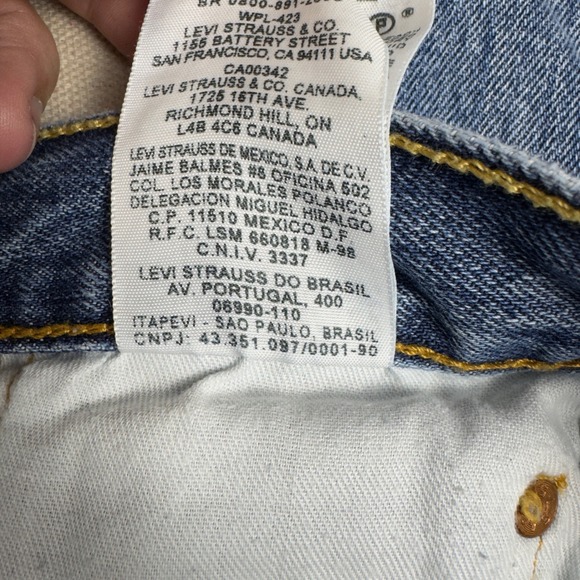 LEVI STRAUSS & CO.
WPL-423
LEVI STRAUSS & CO.
1155 BATTERY STREET
SAN FRANCISCO, CA 94111 USA
CA00342
LEVI STRAUSS & CO. CANADA,
1725 16TH AVE.
RICHMOND HILL, ON
L4B 4C6 CANADA
LEVI STRAUSS DE MEXICO, S.A. DE C.V.
JAIME BALMES #8 OFICINA 502
COL. LOS MORALES POLANCO
DELEGACION MIGUEL HIDALGO
C.P. 11510 MEXICO D.F.
R.F.C. LSM 660818 M-98
C.N.I.V. 3337
LEVI STRAUSS DO BRASIL
AV. PORTUGAL, 400
06990-110
ITAPEVI - SAO PAULO, BRASIL
CNPJ: 43.351.097/0001-90
®